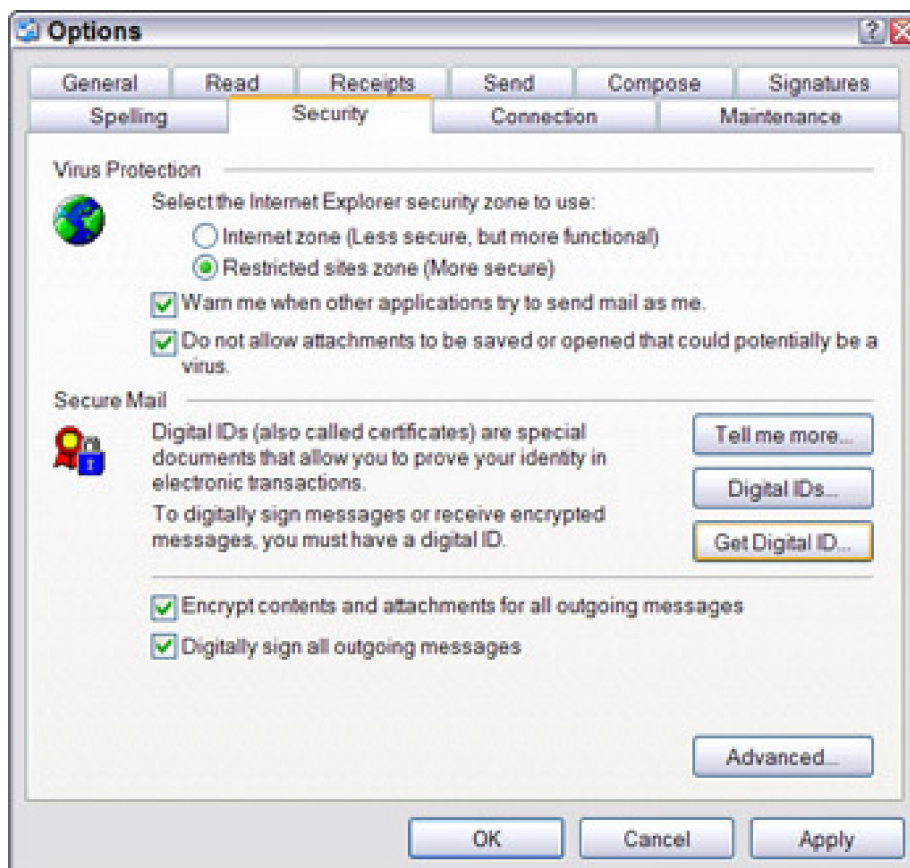 Options
General Read Receipts Send Compose Signatures
Spelling Security Connection Maintenance
Virus Protection
Select the Internet Explorer security zone to use:
Internet zone (Less secure, but more functional)
Restricted sites zone (More secure)
Warn me when other applications try to send mail as me.
Do not allow attachments to be saved or opened that could potentially be a
virus.
Secure Mail
Digital IDs (also called certificates) are special
documents that allow you to prove your identity in
electronic transactions.
Tell me more...
Digital IDs...
To digitally sign messages or receive encrypted
messages, you must have a digital ID.
Get Digital ID...
Encrypt contents and attachments for all outgoing messages
Digitally sign all outgoing messages
Advanced...
OK Cancel Apply